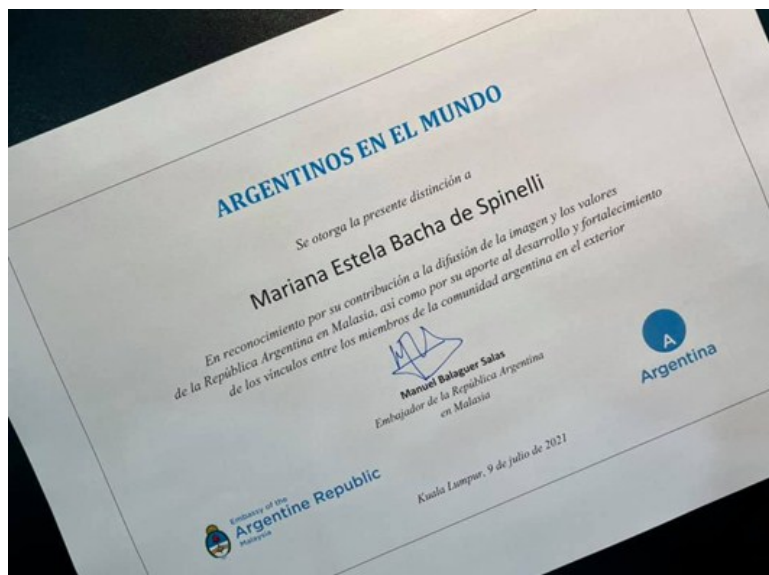 ARGENTINOS EN EL MUNDO
Se otorga la presente distinción a
Mariana Estela Bacha de Spinelli
En reconocimiento por su contribución a la difusión de la imagen y los valores
de la República Argentina en Malasia, así como por su aporte al desarrollo y fortalecimiento
de los vínculos entre los miembros de la comunidad argentina en el exterior
Manuel Balaguer Salas
Embajador de la República Argentina
en Malasia
A
Argentina
Kuala Lumpur, 9 de julio de 2021
Embassy of the
Argentine Republic
Malaysia